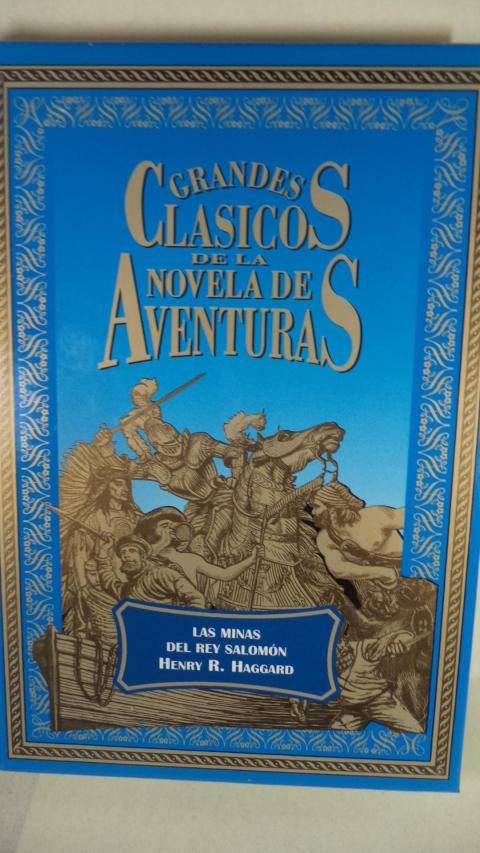 GRANDES
CLASICOS
DE LA
NOVELA DE
AVENTURAS
LAS MINAS
DEL REY SALOMÓN
HENRY R. HAGGARD